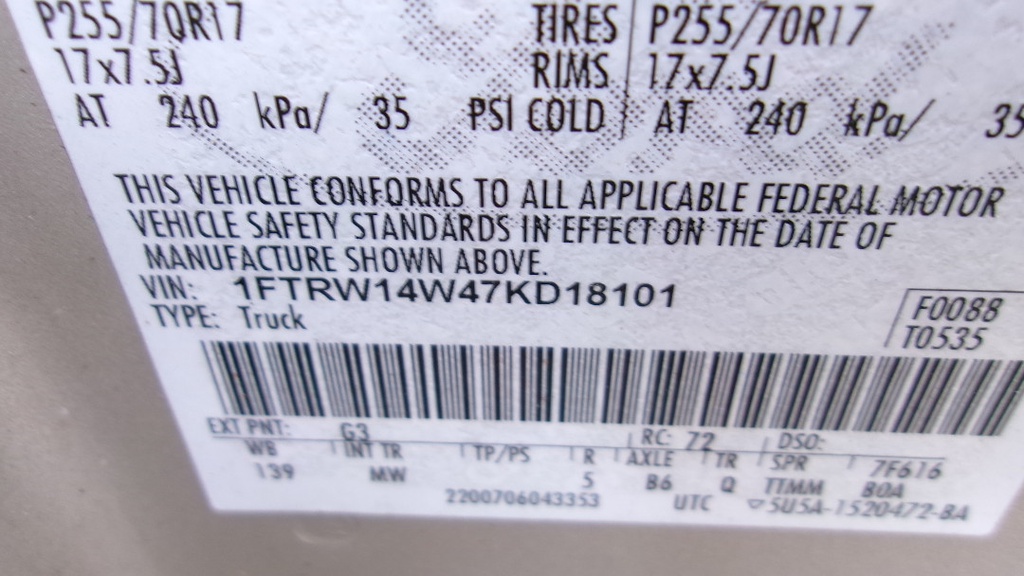 P255/70R17 TIRES P255/70R17
17x7.5J RIMS 17x7.5J
AT 240 kPa/ 35 PSI COLD AT 240 kPa/ 35
THIS VEHICLE CONFORMS TO ALL APPLICABLE FEDERAL MOTOR
VEHICLE SAFETY STANDARDS IN EFFECT ON THE DATE OF
MANUFACTURE SHOWN ABOVE.
VIN: 1FTRW14W47KD18101
TYPE: Truck
F0088
T0535
EXT PNT: G3 RC: 72 DSO:
WB INT TR TP/PS R AXLE TR SPR 7F616
139 MW 5 B6 Q TTMM BOA
2200706043353 UTC ▽5U5A-1520472-BA